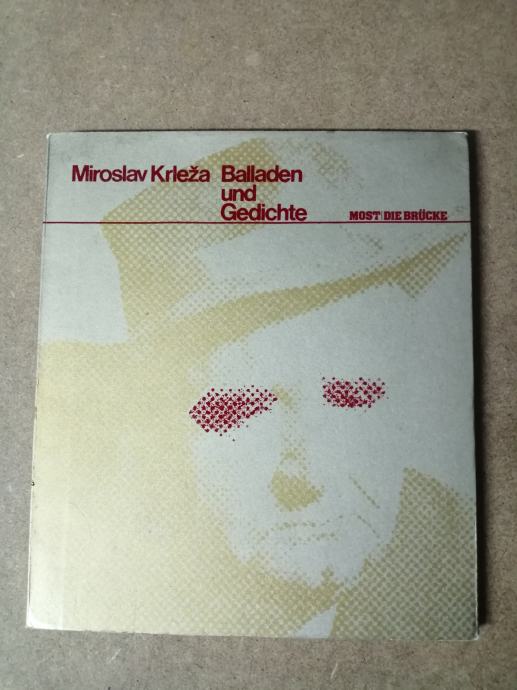 Miroslav Krleža Balladen
und
Gedichte
MOST|DIE BRÜCKE